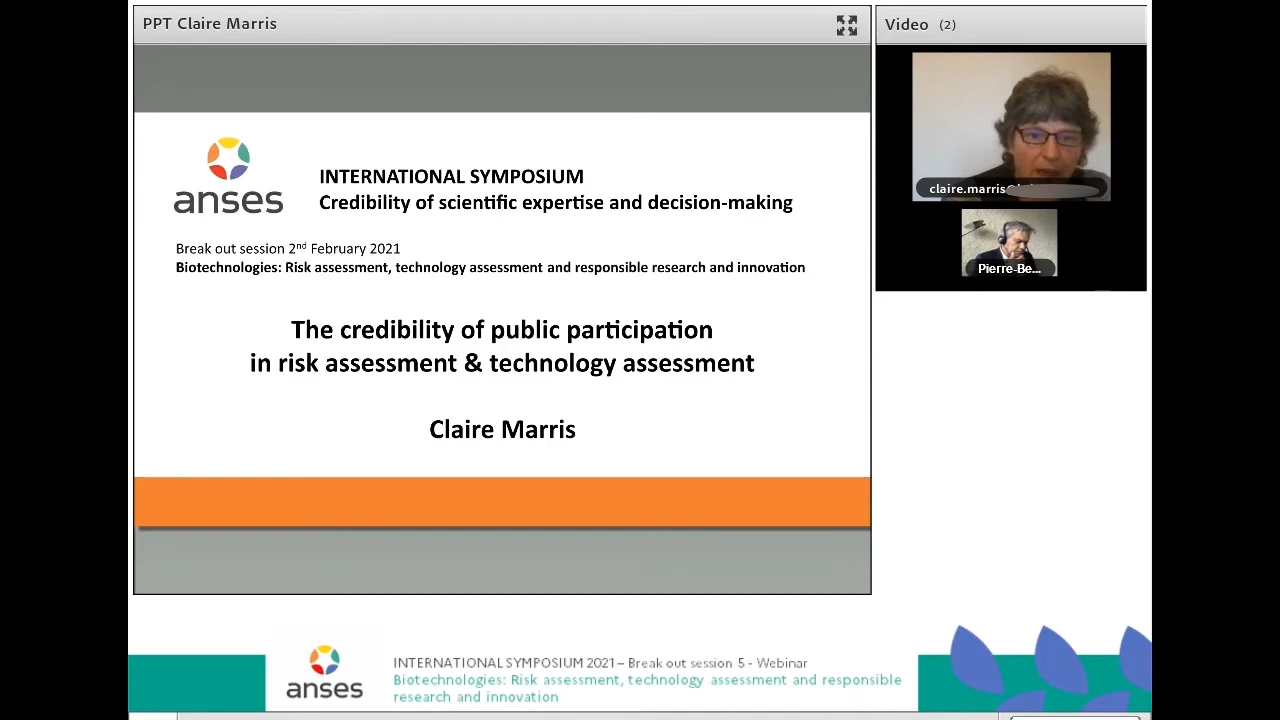 PPT Claire Marris
Video (2)
claire.marris
Pierre-Be...
anses
INTERNATIONAL SYMPOSIUM
Credibility of scientific expertise and decision-making
Break out session 2nd February 2021
Biotechnologies: Risk assessment, technology assessment and responsible research and innovation
The credibility of public participation
in risk assessment & technology assessment
Claire Marris
anses
INTERNATIONAL SYMPOSIUM 2021 – Break out session 5 - Webinar
Biotechnologies: Risk assessment, technology assessment and responsible
research and innovation